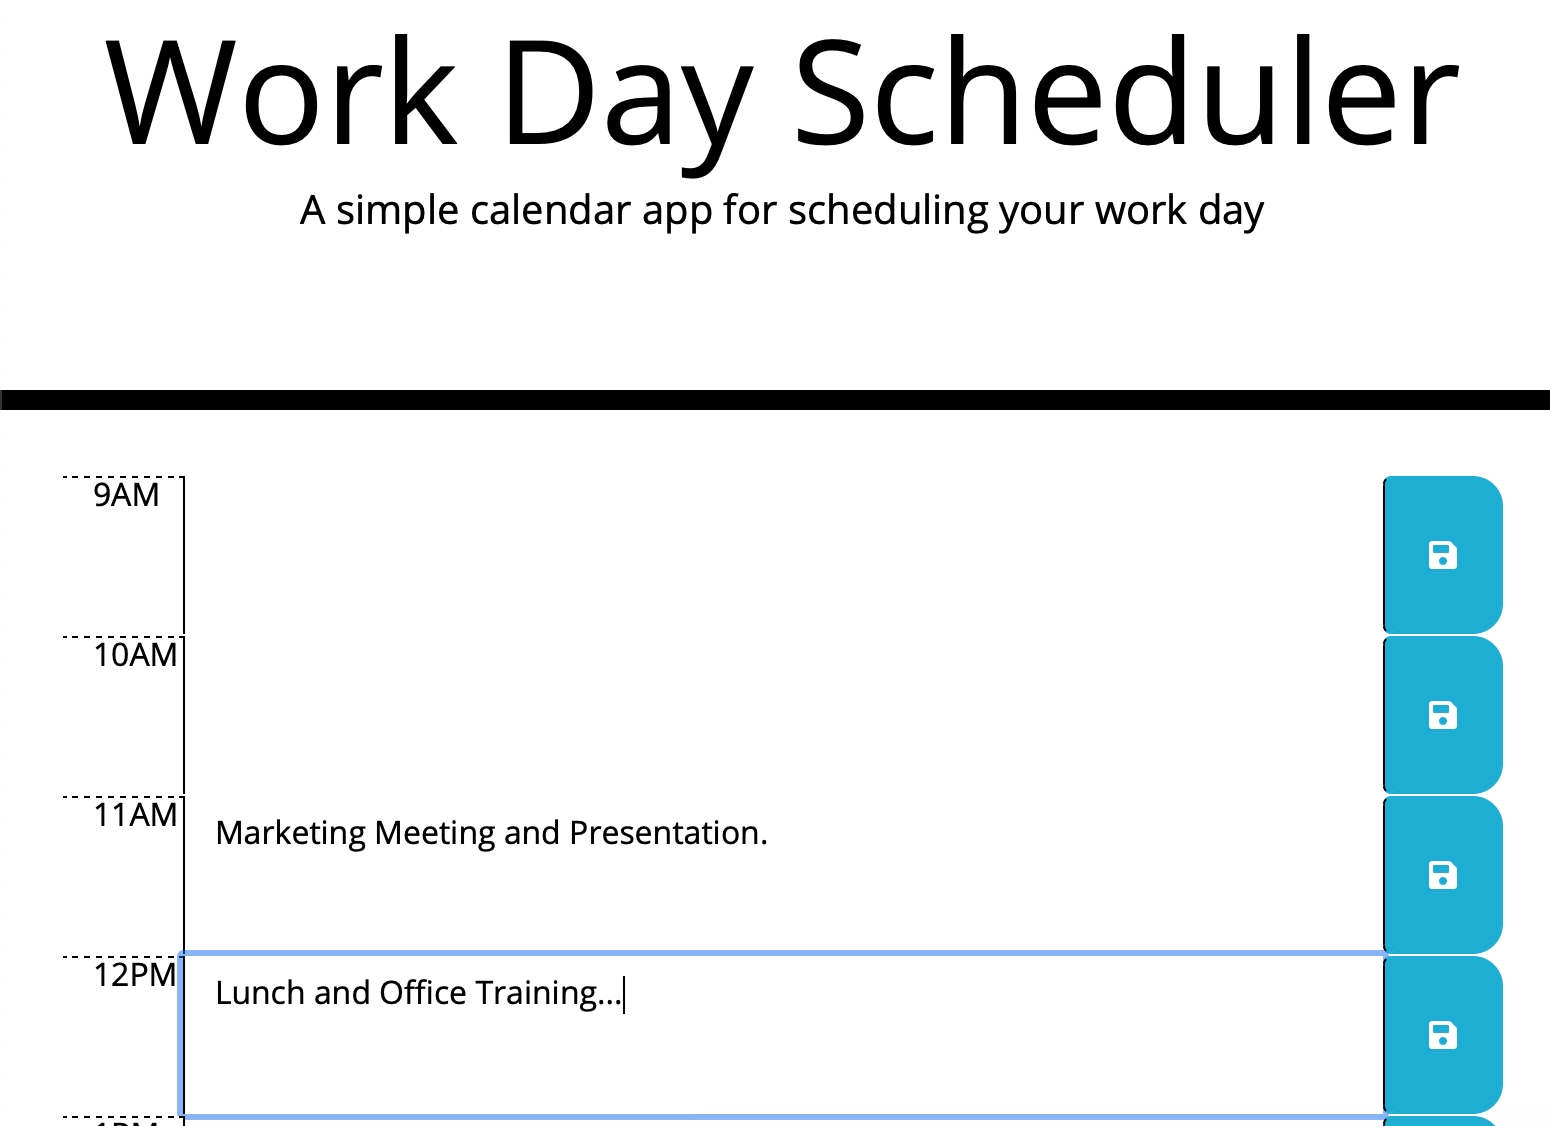 Work Day Scheduler
A simple calendar app for scheduling your work day
9AM
10AM
11AM
Marketing Meeting and Presentation.
12PM
Lunch and Office Training...